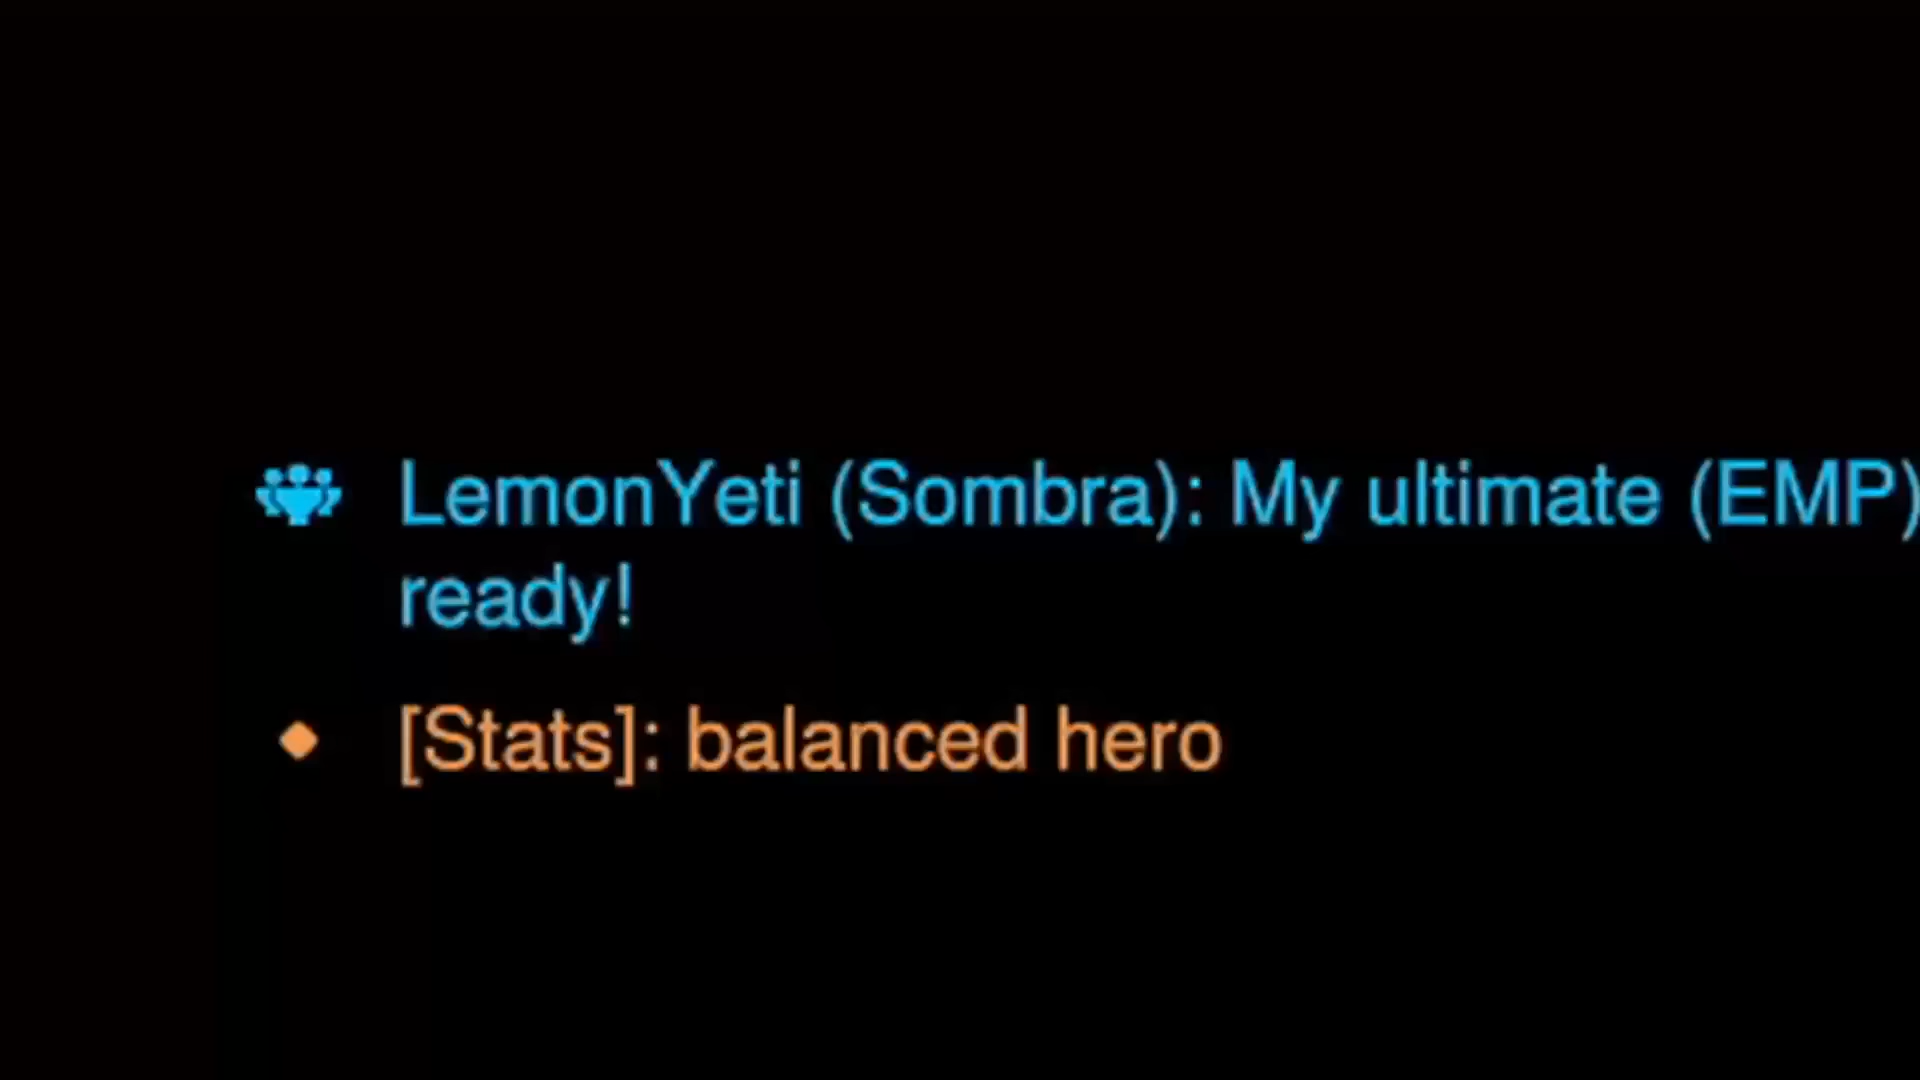 LemonYeti (Sombra): My ultimate (EMP)
ready!
[Stats]: balanced hero